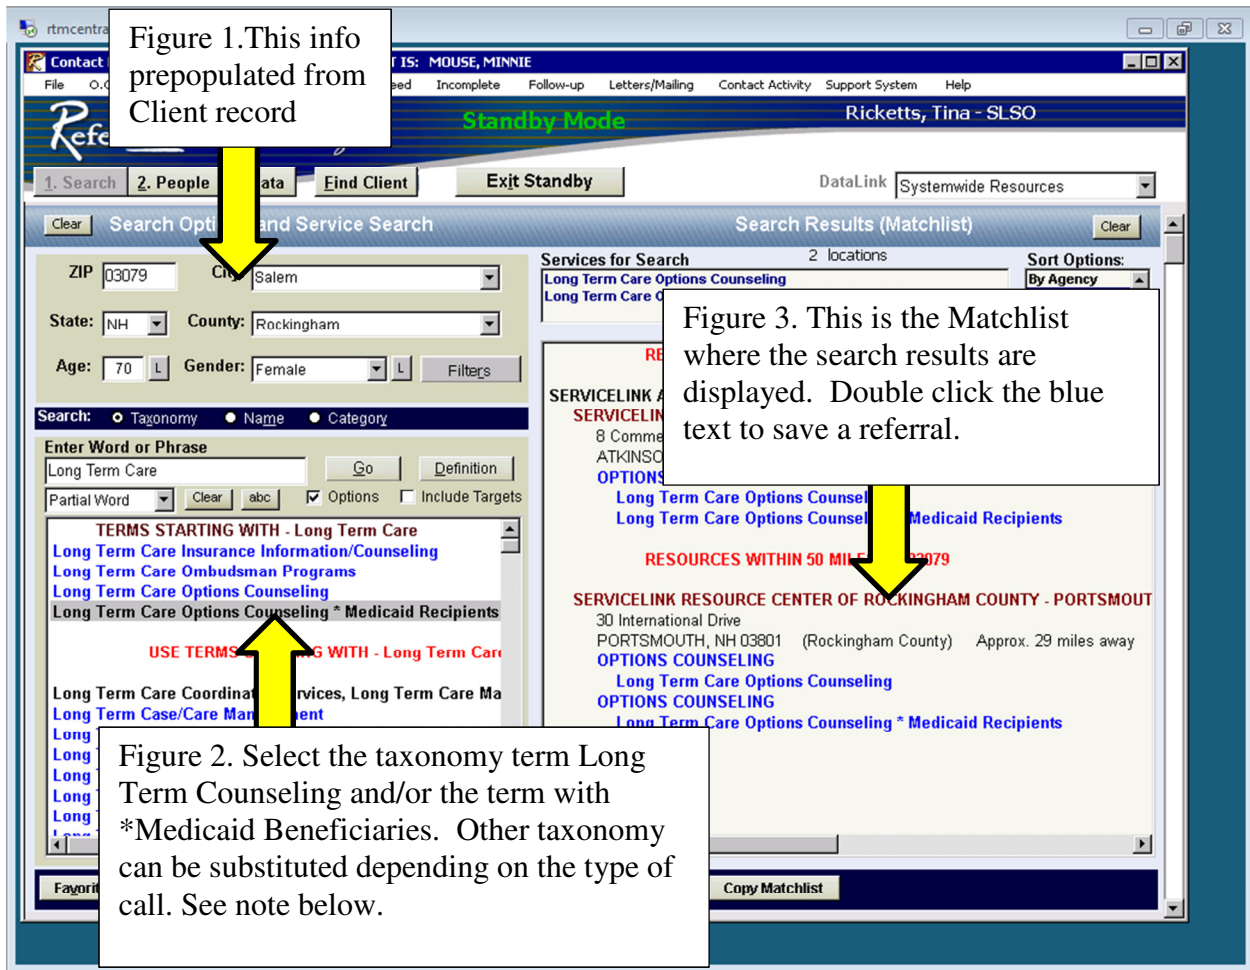 rtmcentra
Figure 1.This info
prepopulated from
Client record
Contact
T IS: MOUSE, MINNIE
File O.
eed Incomplete Follow-up Letters/Mailing Contact Activity Support System Help
Refe
Standby Mode
Ricketts, Tina - SLSO
1. Search 2. People ata Find Client Exit Standby DataLink Systemwide Resources
Clear Search Opti and Service Search Search Results (Matchlist) Clear
ZIP 03079 City Salem
State: NH County: Rockingham
Age: 70 L Gender: Female L Filters
Search: Taxonomy Name Category
Enter Word or Phrase
Long Term Care Go Definition
Partial Word Clear abc Options Include Targets
TERMS STARTING WITH - Long Term Care
Long Term Care Insurance Information/Counseling
Long Term Care Ombudsman Programs
Long Term Care Options Counseling
Long Term Care Options Counseling * Medicaid Recipients
USE TERMS G WITH - Long Term Care
Long Term Care Coordinat rvices, Long Term Care Ma
Long Term Case/Care Man ent
Long
Long
Long
Long
Long
Long
Figure 2. Select the taxonomy term Long
Term Counseling and/or the term with
*Medicaid Beneficiaries. Other taxonomy
can be substituted depending on the type of
call. See note below.
Favorit
Services for Search 2 locations Sort Options:
Long Term Care Options Counseling By Agency
Long Term Care O
Figure 3. This is the Matchlist
where the search results are
displayed. Double click the blue
text to save a referral.
RE
SERVICELINK A
SERVICELIN
8 Comme
ATKINSO
OPTIONS
Long Term Care Options Counsel
Long Term Care Options Counsel Medicaid Recipients
RESOURCES WITHIN 50 MILE 3079
SERVICELINK RESOURCE CENTER OF ROCKINGHAM COUNTY - PORTSMOUT
30 International Drive
PORTSMOUTH, NH 03801 (Rockingham County) Approx. 29 miles away
OPTIONS COUNSELING
Long Term Care Options Counseling
OPTIONS COUNSELING
Long Term Care Options Counseling * Medicaid Recipients
Copy Matchlist